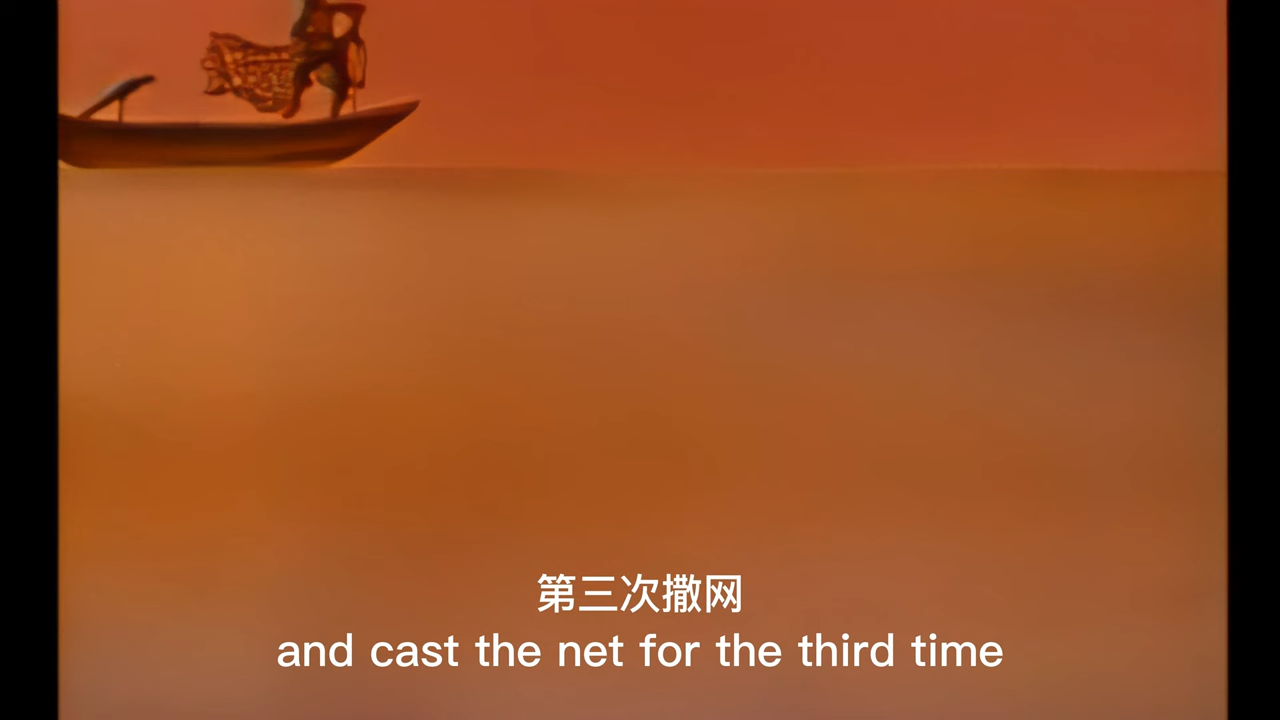 第三次撒网
and cast the net for the third time